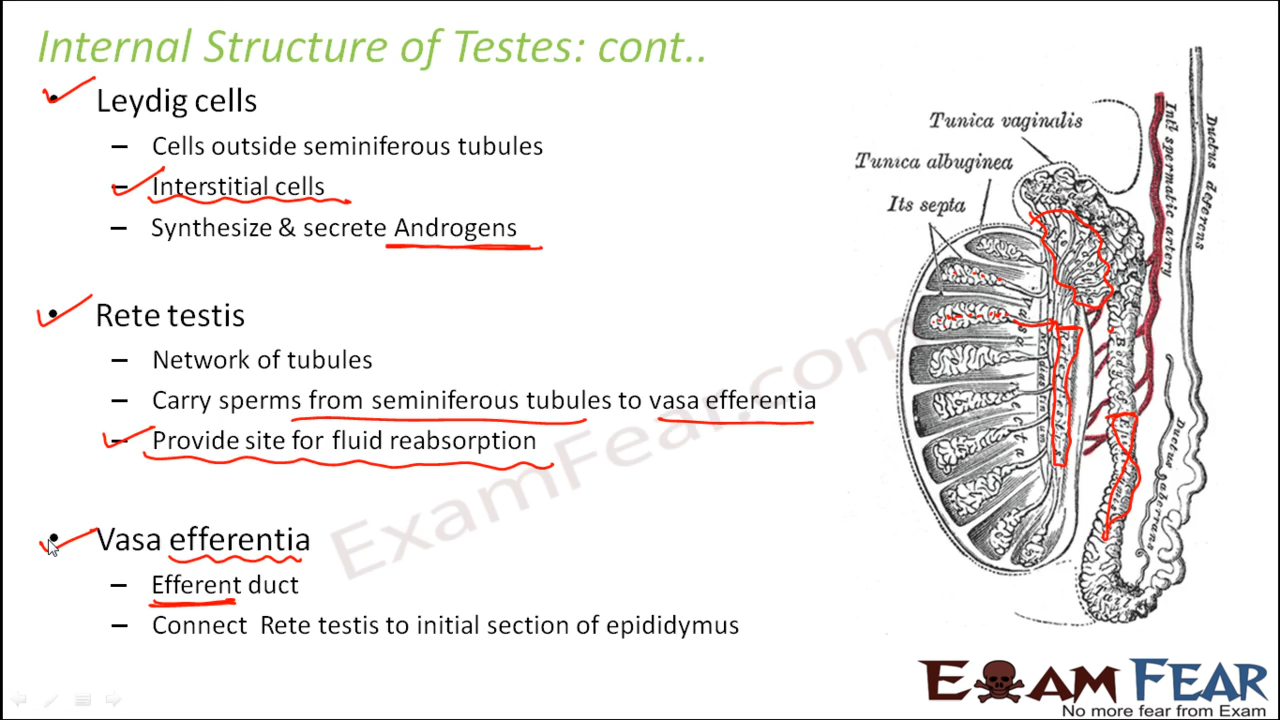 Internal Structure of Testes: cont..
• Leydig cells
– Cells outside seminiferous tubules
– Interstitial cells
– Synthesize & secrete Androgens
• Rete testis
– Network of tubules
– Carry sperms from seminiferous tubules to vasa efferentia
– Provide site for fluid reabsorption
• Vasa efferentia
– Efferent duct
– Connect Rete testis to initial section of epididymus
Tunica vaginalis
Tunica albuginea
Its septa
Intl spermatic artery
Ductus deferens
Body of
Ductus aberrans
ExamFear.com
EXAM FEAR
No more fear from Exam